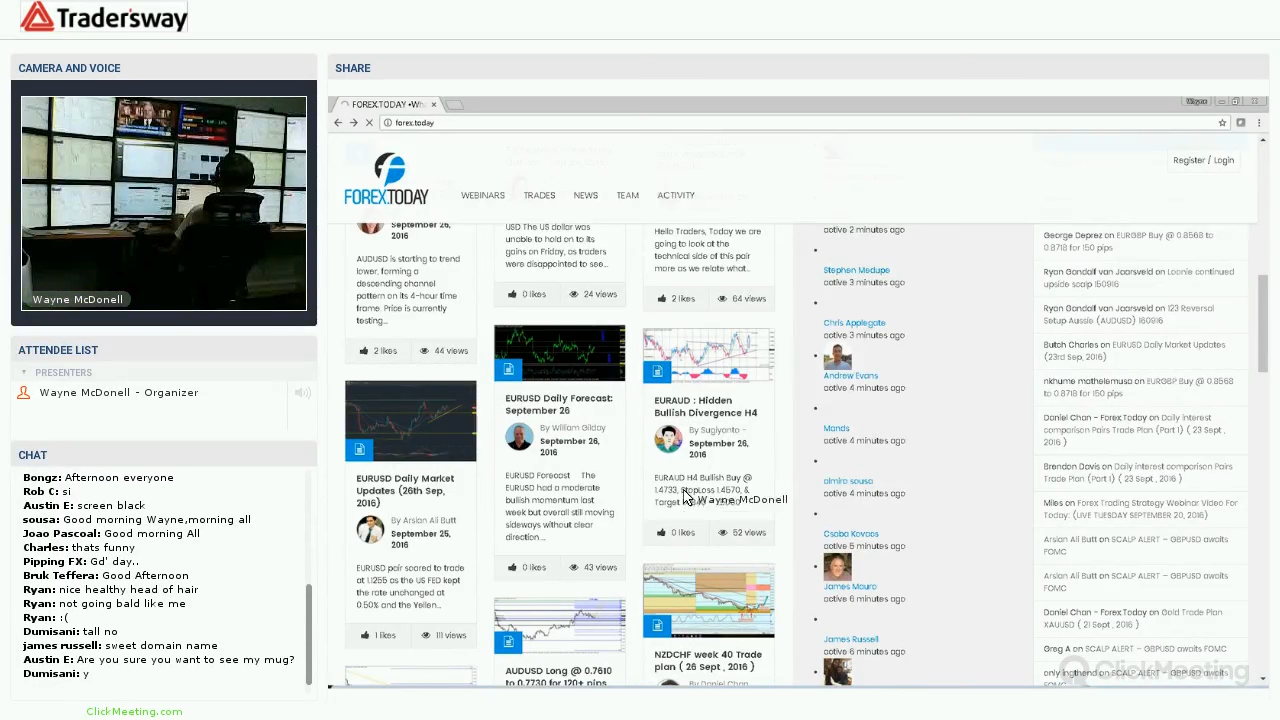 Tradersway
CAMERA AND VOICE
Wayne McDonell
ATTENDEE LIST
PRESENTERS
Wayne McDonell - Organizer
CHAT
Bongz: Afternoon everyone
Rob C: si
Austin E: screen black
sousa: Good morning Wayne,morning all
Joao Pascoal: Good morning All
Charles: thats funny
Pipping FX: Gd' day..
Bruk Teffera: Good Afternoon
Ryan: nice healthy head of hair
Ryan: not going bald like me
Ryan: :(
Dumisani: tall no
james russell: sweet domain name
Austin E: Are you sure you want to see my mug?
Dumisani: y
ClickMeeting.com
SHARE
FOREX.TODAY •Wh
Wayne
forex.today
Register / Login
FOREX.TODAY
WEBINARS TRADES NEWS TEAM ACTIVITY
September 26,
2016
AUDUSD is starting to trend
lower, forming a
descending channel
pattern on its 4-hour time
frame. Price is currently
testing...
2 likes 44 views
EURUSD Daily Market
Updates (26th Sep,
2016)
By Arslan Ali Butt
September 25,
2016
EURUSD pair soared to trade
at 1.1255 as the US FED kept
the rate unchanged at
0.50% and the Yellen...
1 likes 111 views
USD The US dollar was
unable to hold on to its
gains on Friday, as traders
were disappointed to see...
0 likes 24 views
EURUSD Daily Forecast:
September 26
By William Gilday
September 26,
2016
EURUSD Forecast The
EURUSD had a moderate
bullish momentum last
week but overall still moving
sideways without clear
direction...
0 likes 43 views
AUDUSD Long @ 0.7610
to 0.7730 for 120+ pips
Hello Traders, Today we are
going to look at the
technical side of this pair
more as we relate what...
2 likes 64 views
EURAUD : Hidden
Bullish Divergence H4
By Sugiyanto -
September 26,
2016
EURAUD H4 Bullish Buy @
1.4733, StopLoss 1.4570, &
Target
Wayne McDonell
0 likes 52 views
NZDCHF week 40 Trade
plan ( 26 Sept , 2016 )
By Daniel Chan
active 2 minutes ago
Stephen Medupe
active 3 minutes ago
Chris Applegate
active 3 minutes ago
Andrew Evans
active 4 minutes ago
Mands
active 4 minutes ago
almiro sousa
active 4 minutes ago
Csaba Kovacs
active 5 minutes ago
James Mauro
active 6 minutes ago
James Russell
active 6 minutes ago
George Deprez on EURGBP Buy @ 0.8568 to
0.8718 for 150 pips
Ryan Gandalf van Jaarsveld on Loonie continued
upside scalp 150916
Ryan Gandalf van Jaarsveld on 123 Reversal
Setup Aussie (AUDUSD) 160916
Butch Charles on EURUSD Daily Market Updates
(23rd Sep, 2016)
nkhume mathelemusa on EURGBP Buy @ 0.8568
to 0.8718 for 150 pips
Daniel Chan - Forex.Today on Daily interest
comparison Pairs Trade Plan (Part 1) ( 23 Sept ,
2016 )
Brendon Davis on Daily interest comparison Pairs
Trade Plan (Part 1) ( 23 Sept , 2016 )
Miles on Forex Trading Strategy Webinar Video For
Today: (LIVE TUESDAY SEPTEMBER 20, 2016)
Arslan Ali Butt on SCALP ALERT – GBPUSD awaits
FOMC
Arslan Ali Butt on SCALP ALERT – GBPUSD awaits
FOMC
Daniel Chan - Forex.Today on Gold Trade Plan
XAUUSD ( 21 Sept , 2016 )
Greg A on SCALP ALERT – GBPUSD awaits FOMC
onlyingthend on SCALP ALERT – GBPUSD awaits
FOMC
ClickMeeting